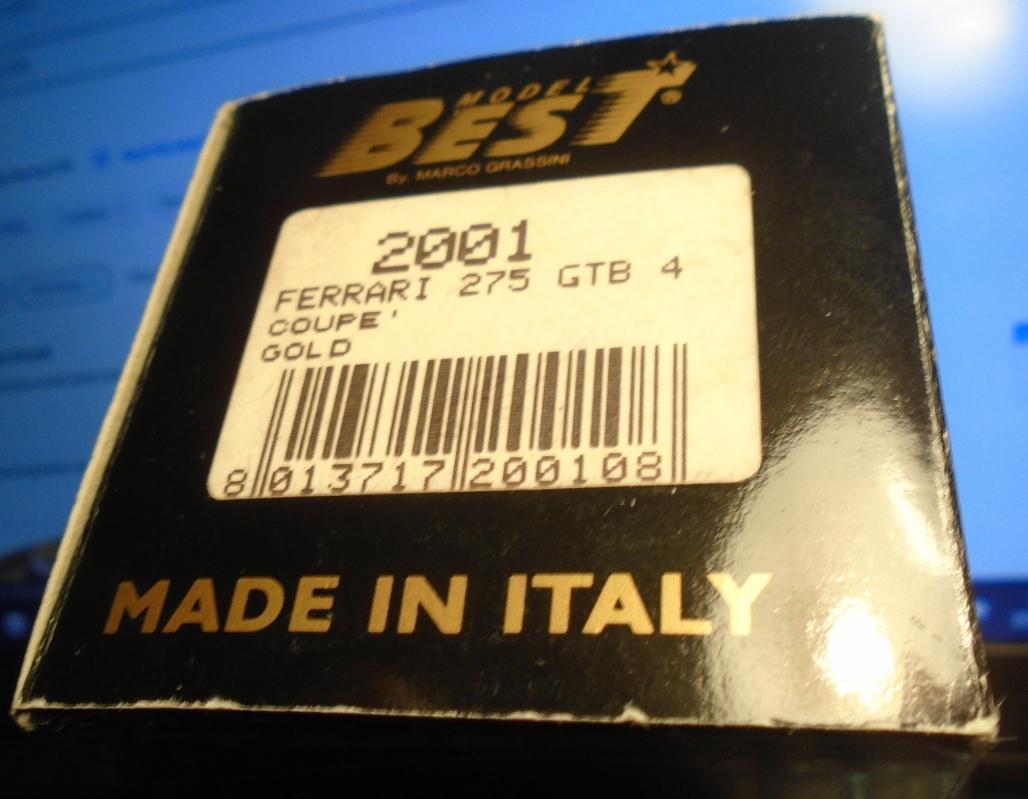 MODEL
BEST®
By. MARCO GRASSINI
2001
FERRARI 275 GTB 4
COUPE'
GOLD
8 013717 200108
MADE IN ITALY